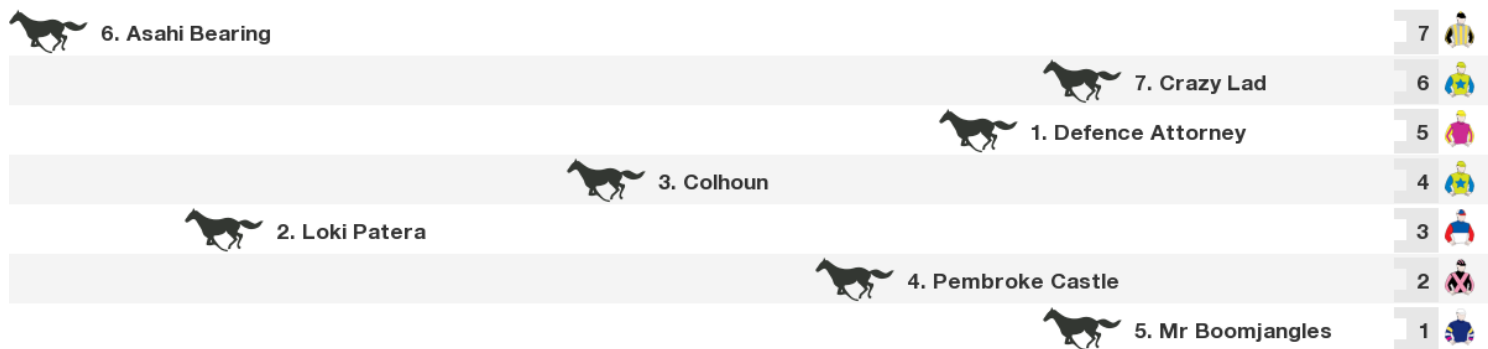 6. Asahi Bearing 7
7. Crazy Lad 6
1. Defence Attorney 5
3. Colhoun 4
2. Loki Patera 3
4. Pembroke Castle 2
5. Mr Boomjangles 1